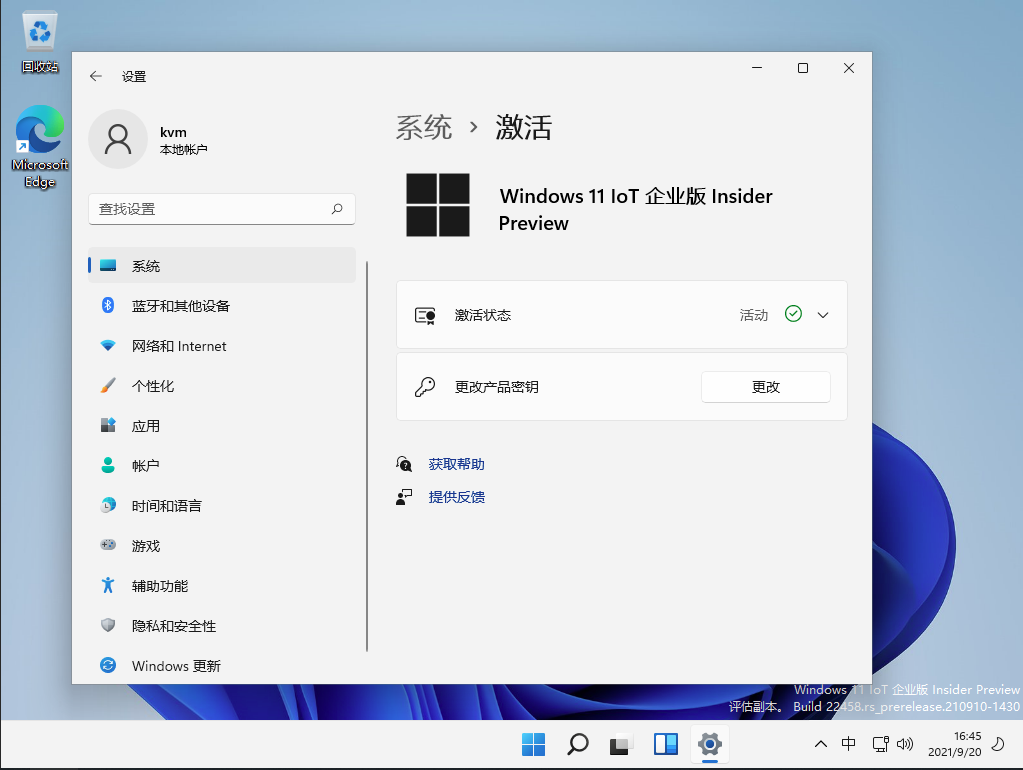 回收站
Microsoft
Edge
设置
kvm
本地帐户
查找设置
系统
蓝牙和其他设备
网络和 Internet
个性化
应用
帐户
时间和语言
游戏
辅助功能
隐私和安全性
Windows 更新
系统 › 激活
Windows 11 IoT 企业版 Insider
Preview
激活状态 活动
更改产品密钥 更改
获取帮助
提供反馈
Windows 11 IoT 企业版 Insider Preview
评估副本。 Build 22458.rs_prerelease.210910-1430
中
16:45
2021/9/20